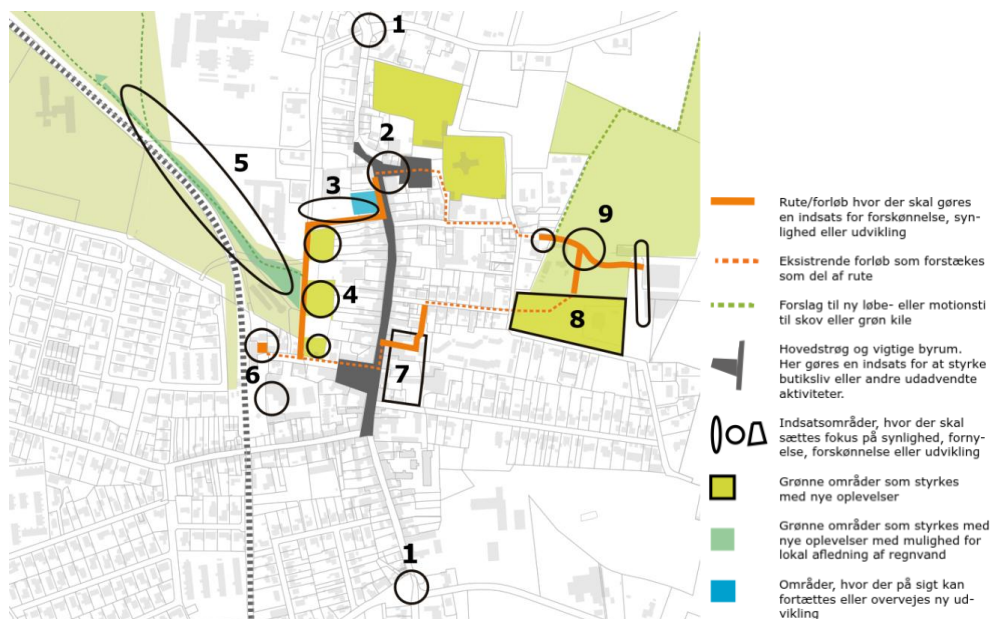 1
2
3
5
9
4
8
6
7
1
Rute/forløb hvor der skal gøres
en indsats for forskønnelse, syn-
lighed eller udvikling
Eksistrende forløb som forstækes
som del af rute
Forslag til ny løbe- eller motionsti
til skov eller grøn kile
Hovedstrøg og vigtige byrum.
Her gøres en indsats for at styrke
butiksliv eller andre udadvendte
aktiviteter.
Indsatsområder, hvor der skal
sættes fokus på synlighed, forny-
else, forskønnelse eller udvikling
Grønne områder som styrkes
med nye oplevelser
Grønne områder som styrkes med
nye oplevelser med mulighed for
lokal afledning af regnvand
Områder, hvor der på sigt kan
fortættes eller overvejes ny ud-
vikling